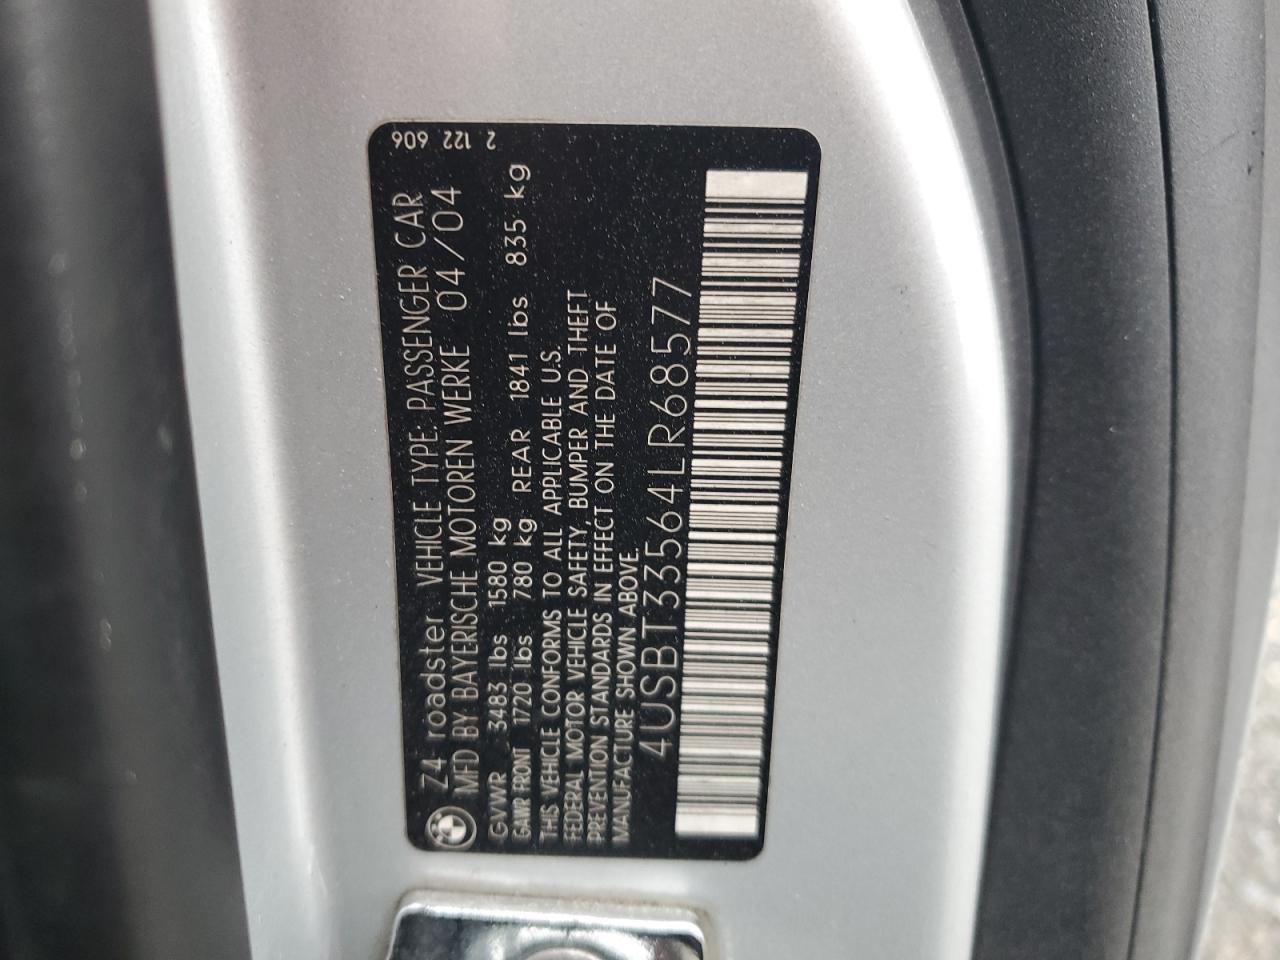 Z4 roadster VEHICLE TYPE: PASSENGER CAR
MFD BY BAYERISCHE MOTOREN WERKE 04/04
GVWR 3483 lbs 1580 kg
GAWR FRONT 1720 lbs 780 kg REAR 1841 lbs 835 kg
THIS VEHICLE CONFORMS TO ALL APPLICABLE U.S.
FEDERAL MOTOR VEHICLE SAFETY, BUMPER AND THEFT
PREVENTION STANDARDS IN EFFECT ON THE DATE OF
MANUFACTURE SHOWN ABOVE.
4USBT33564LR68577
2 122 606